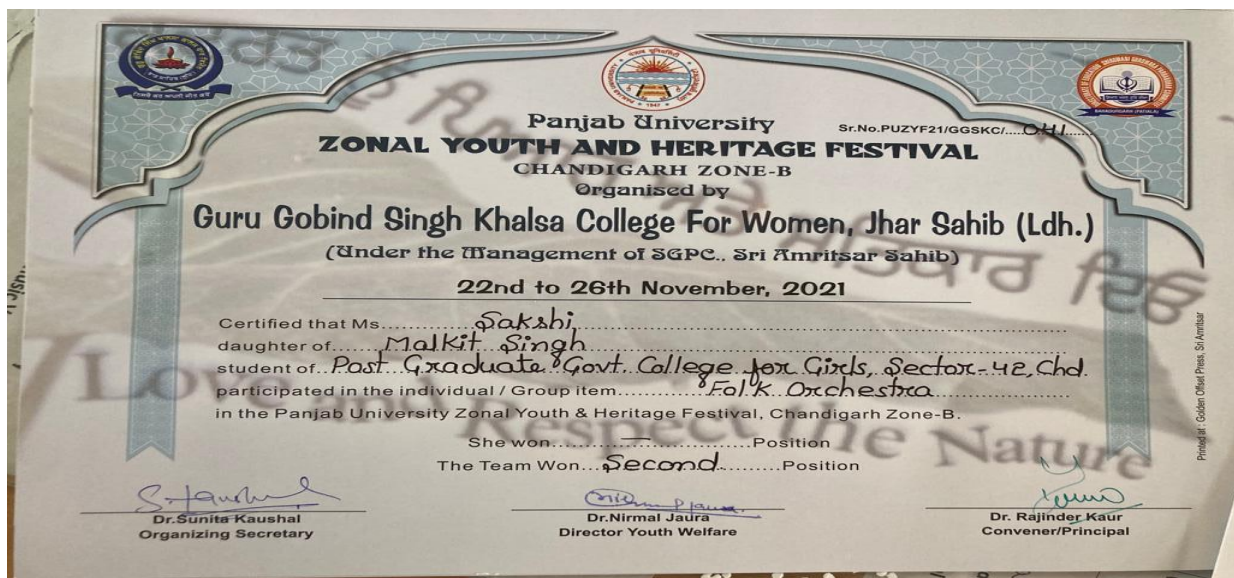 Panjab University
Sr.No.PUZYF21/GGSKC/....041......
ZONAL YOUTH AND HERITAGE FESTIVAL
CHANDIGARH ZONE-B
Organised by
Guru Gobind Singh Khalsa College For Women, Jhar Sahib (Ldh.)
(Under the Management of SGPC., Sri Amritsar Sahib)
22nd to 26th November, 2021
Certified that Ms. Sakshi
daughter of Malkit Singh
student of Post Graduate Govt. College for Girls, Sector-42, Chd.
participated in the individual / Group item Folk Orchestra
in the Panjab University Zonal Youth & Heritage Festival, Chandigarh Zone-B.
She won — Position
The Team Won Second Position
Love and Respect the Nature
Dr.Sunita Kaushal
Organizing Secretary
Dr.Nirmal Jaura
Director Youth Welfare
Dr. Rajinder Kaur
Convener/Principal
Printed at : Golden Offset Press, Sri Amritsar